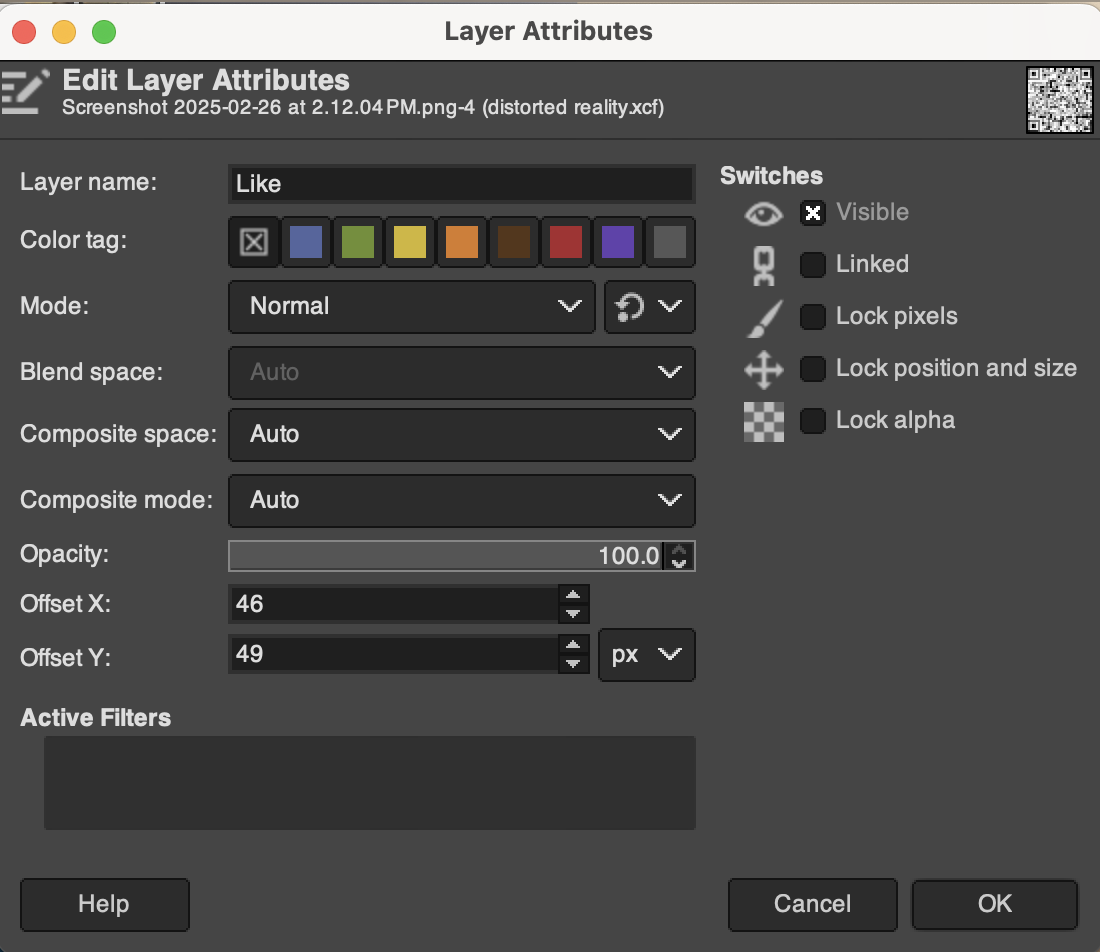 Layer Attributes
Edit Layer Attributes
Screenshot 2025-02-26 at 2.12.04 PM.png-4 (distorted reality.xcf)
Layer name:
Like
Color tag:
Mode:
Normal
Blend space:
Auto
Composite space:
Auto
Composite mode:
Auto
Opacity:
100.0
Offset X:
46
Offset Y:
49
px
Switches
Visible
Linked
Lock pixels
Lock position and size
Lock alpha
Active Filters
Help
Cancel
OK